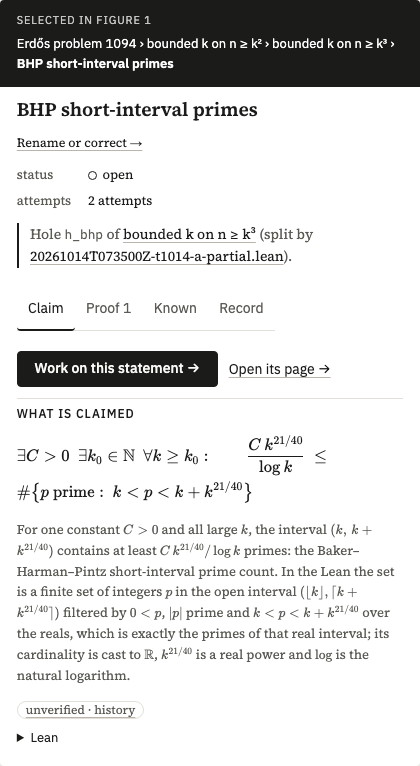 SELECTED IN FIGURE 1
Erdős problem 1094 › bounded k on n ≥ k² › bounded k on n ≥ k³ ›
BHP short-interval primes
BHP short-interval primes
Rename or correct →
status ○ open
attempts 2 attempts
Hole h_bhp of bounded k on n ≥ k³ (split by
20261014T073500Z-t1014-a-partial.lean).
Claim Proof 1 Known Record
Work on this statement → Open its page →
WHAT IS CLAIMED
∃C > 0 ∃k₀ ∈ ℕ ∀k ≥ k₀ : C k^{21/40} / log k ≤
#{p prime : k < p < k + k^{21/40}}
For one constant C > 0 and all large k, the interval (k, k +
k^{21/40}) contains at least C k^{21/40}/ log k primes: the Baker–
Harman–Pintz short-interval prime count. In the Lean the set
is a finite set of integers p in the open interval (⌊k⌋, ⌈k +
k^{21/40}⌉) filtered by 0 < p, |p| prime and k < p < k + k^{21/40} over
the reals, which is exactly the primes of that real interval; its
cardinality is cast to ℝ, k^{21/40} is a real power and log is the
natural logarithm.
unverified · history
▶ Lean